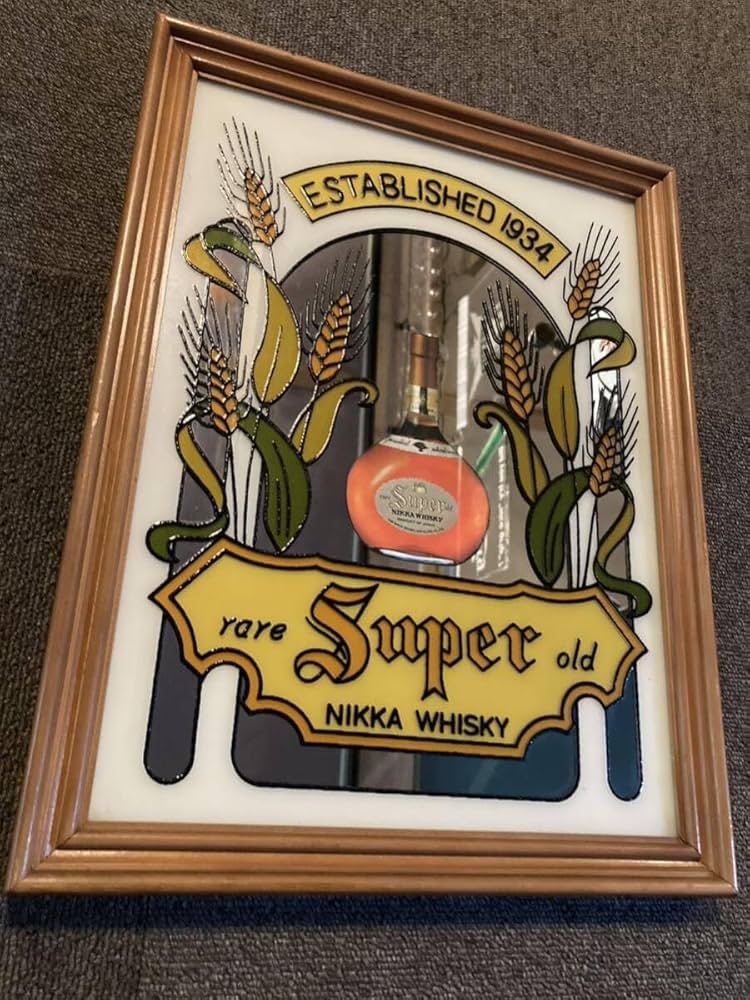 ESTABLISHED 1934
Super
NIKKA WHISKY
rare Super old
NIKKA WHISKY